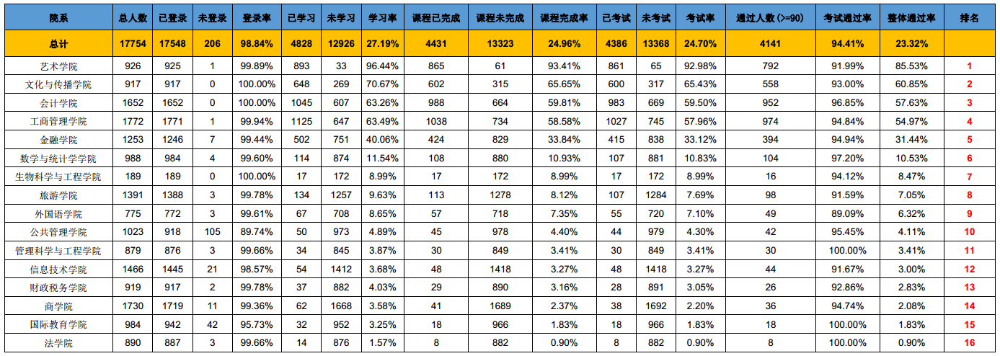 院系 总人数 已登录 未登录 登录率 已学习 未学习 学习率 课程已完成 课程未完成 课程完成率 已考试 未考试 考试率 通过人数(>=90) 考试通过率 整体通过率 排名
总计 17754 17548 206 98.84% 4828 12926 27.19% 4431 13323 24.96% 4386 13368 24.70% 4141 94.41% 23.32%
艺术学院 926 925 1 99.89% 893 33 96.44% 865 61 93.41% 861 65 92.98% 792 91.99% 85.53% 1
文化与传播学院 917 917 0 100.00% 648 269 70.67% 602 315 65.65% 600 317 65.43% 558 93.00% 60.85% 2
会计学院 1652 1652 0 100.00% 1045 607 63.26% 988 664 59.81% 983 669 59.50% 952 96.85% 57.63% 3
工商管理学院 1772 1771 1 99.94% 1125 647 63.49% 1038 734 58.58% 1027 745 57.96% 974 94.84% 54.97% 4
金融学院 1253 1246 7 99.44% 502 751 40.06% 424 829 33.84% 415 838 33.12% 394 94.94% 31.44% 5
数学与统计学学院 988 984 4 99.60% 114 874 11.54% 108 880 10.93% 107 881 10.83% 104 97.20% 10.53% 6
生物科学与工程学院 189 189 0 100.00% 17 172 8.99% 17 172 8.99% 17 172 8.99% 16 94.12% 8.47% 7
旅游学院 1391 1388 3 99.78% 134 1257 9.63% 113 1278 8.12% 107 1284 7.69% 98 91.59% 7.05% 8
外国语学院 775 772 3 99.61% 67 708 8.65% 57 718 7.35% 55 720 7.10% 49 89.09% 6.32% 9
公共管理学院 1023 918 105 89.74% 50 973 4.89% 45 978 4.40% 44 979 4.30% 42 95.45% 4.11% 10
管理科学与工程学院 879 876 3 99.66% 34 845 3.87% 30 849 3.41% 30 849 3.41% 30 100.00% 3.41% 11
信息技术学院 1466 1445 21 98.57% 54 1412 3.68% 48 1418 3.27% 48 1418 3.27% 44 91.67% 3.00% 12
财政税务学院 919 917 2 99.78% 37 882 4.03% 29 890 3.16% 28 891 3.05% 26 92.86% 2.83% 13
商学院 1730 1719 11 99.36% 62 1668 3.58% 41 1689 2.37% 38 1692 2.20% 36 94.74% 2.08% 14
国际教育学院 984 942 42 95.73% 32 952 3.25% 18 966 1.83% 18 966 1.83% 18 100.00% 1.83% 15
法学院 890 887 3 99.66% 14 876 1.57% 8 882 0.90% 8 882 0.90% 8 100.00% 0.90% 16